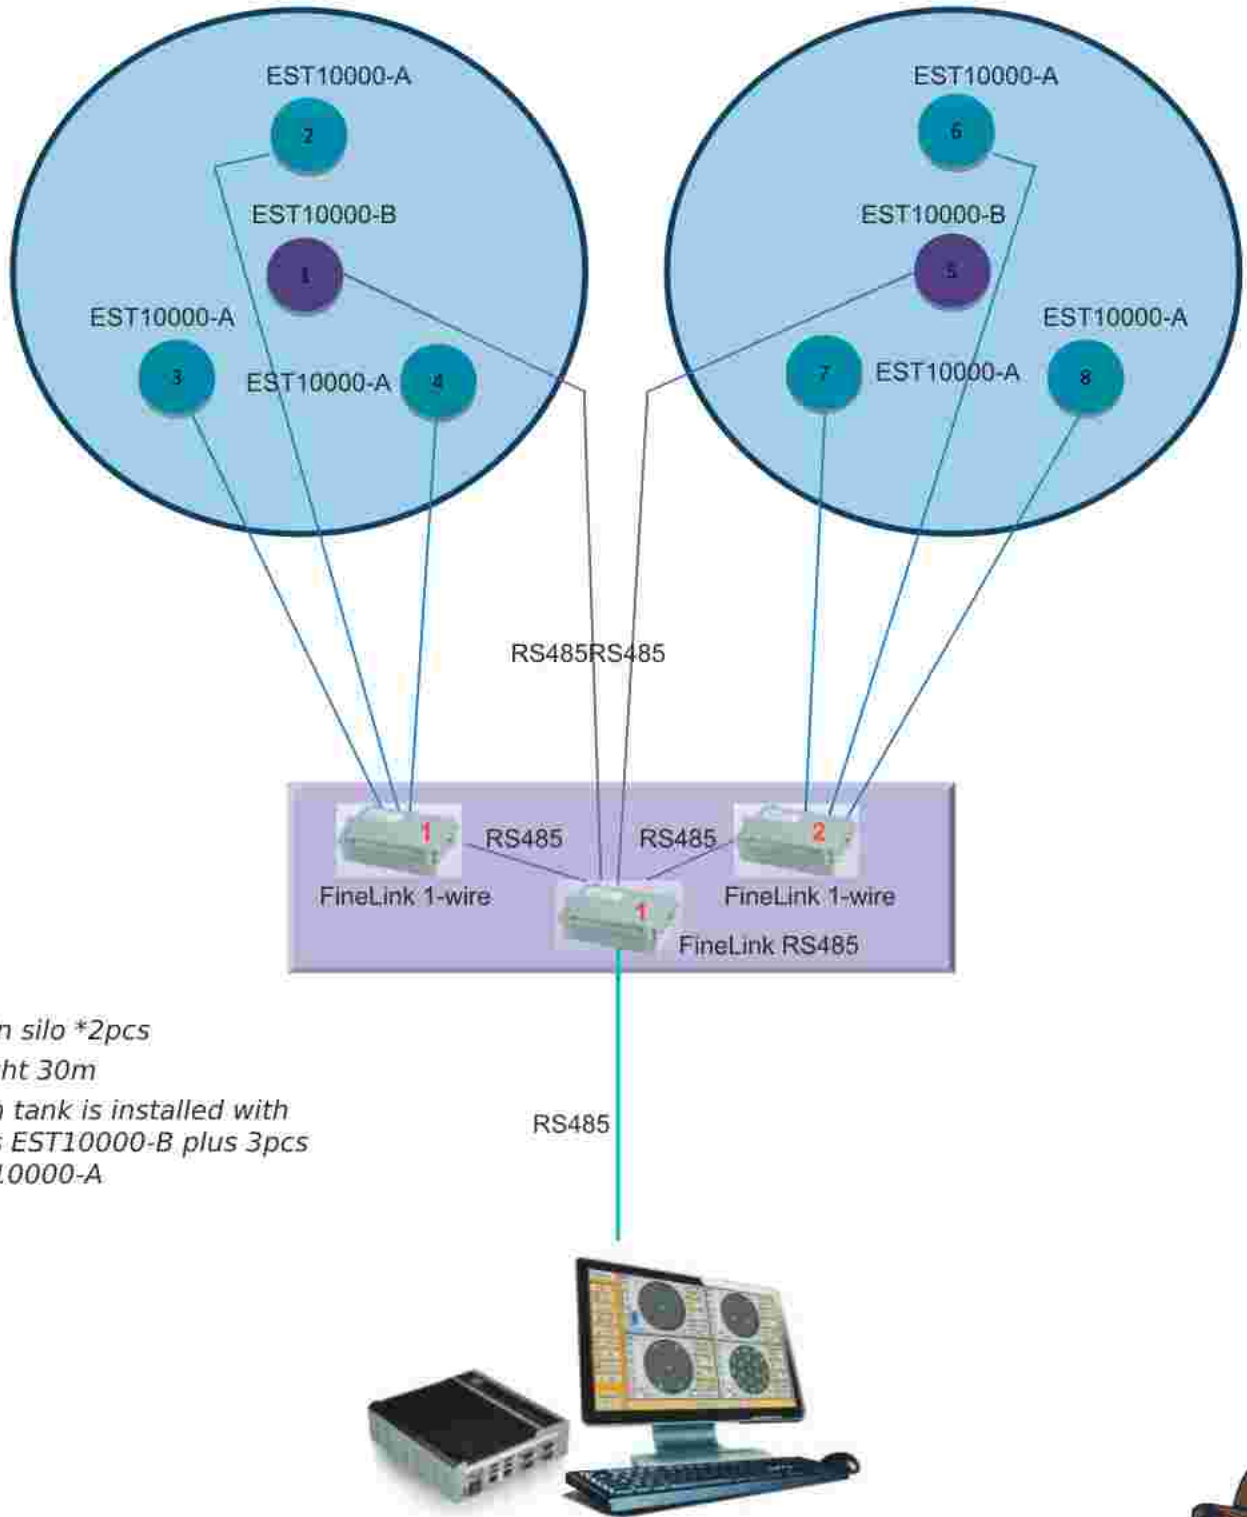 EST10000-A
EST10000-A
2
6
EST10000-B
EST10000-B
1
5
EST10000-A
EST10000-A
3
EST10000-A
4
7
EST10000-A
8
RS485RS485
1
RS485
RS485
2
FineLink 1-wire
FineLink 1-wire
1
FineLink RS485
n silo *2pcs
ht 30m
tank is installed with
EST10000-B plus 3pcs
10000-A
RS485